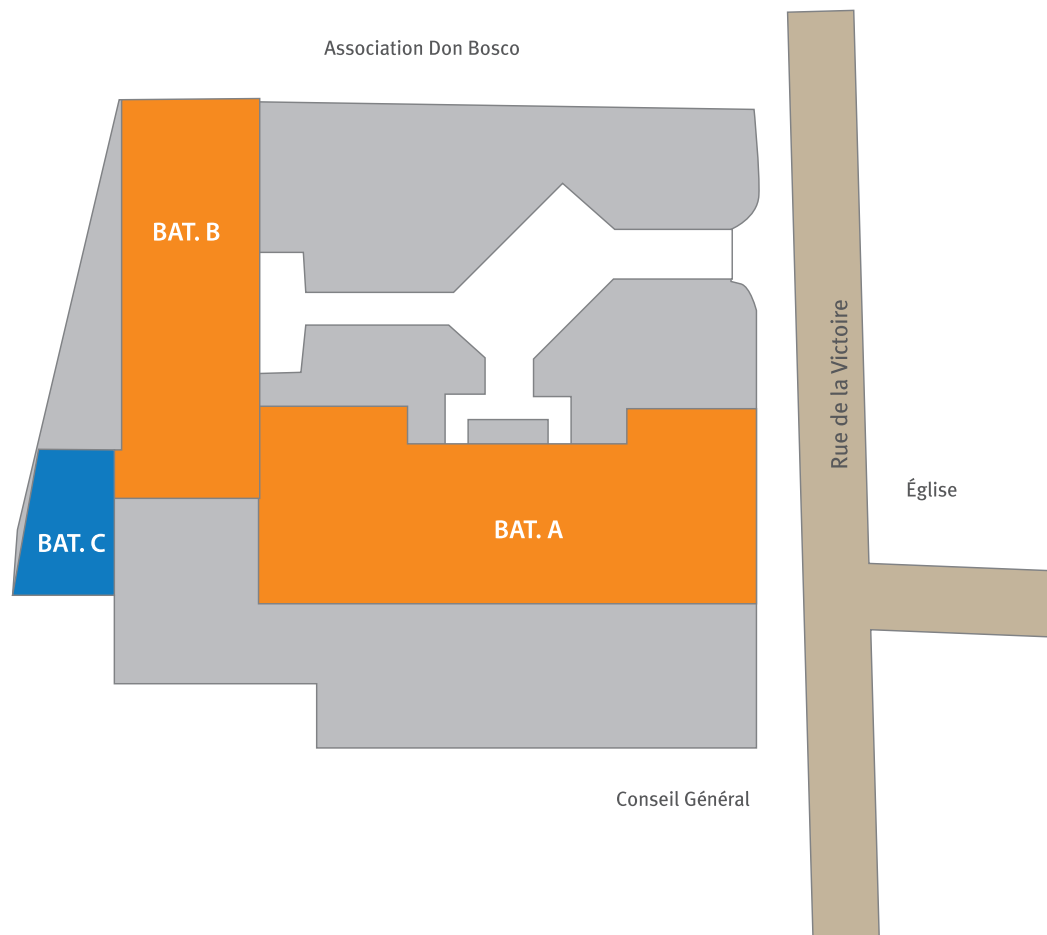 Association Don Bosco
BAT. B
Rue de la Victoire
Église
BAT. A
BAT. C
Conseil Général